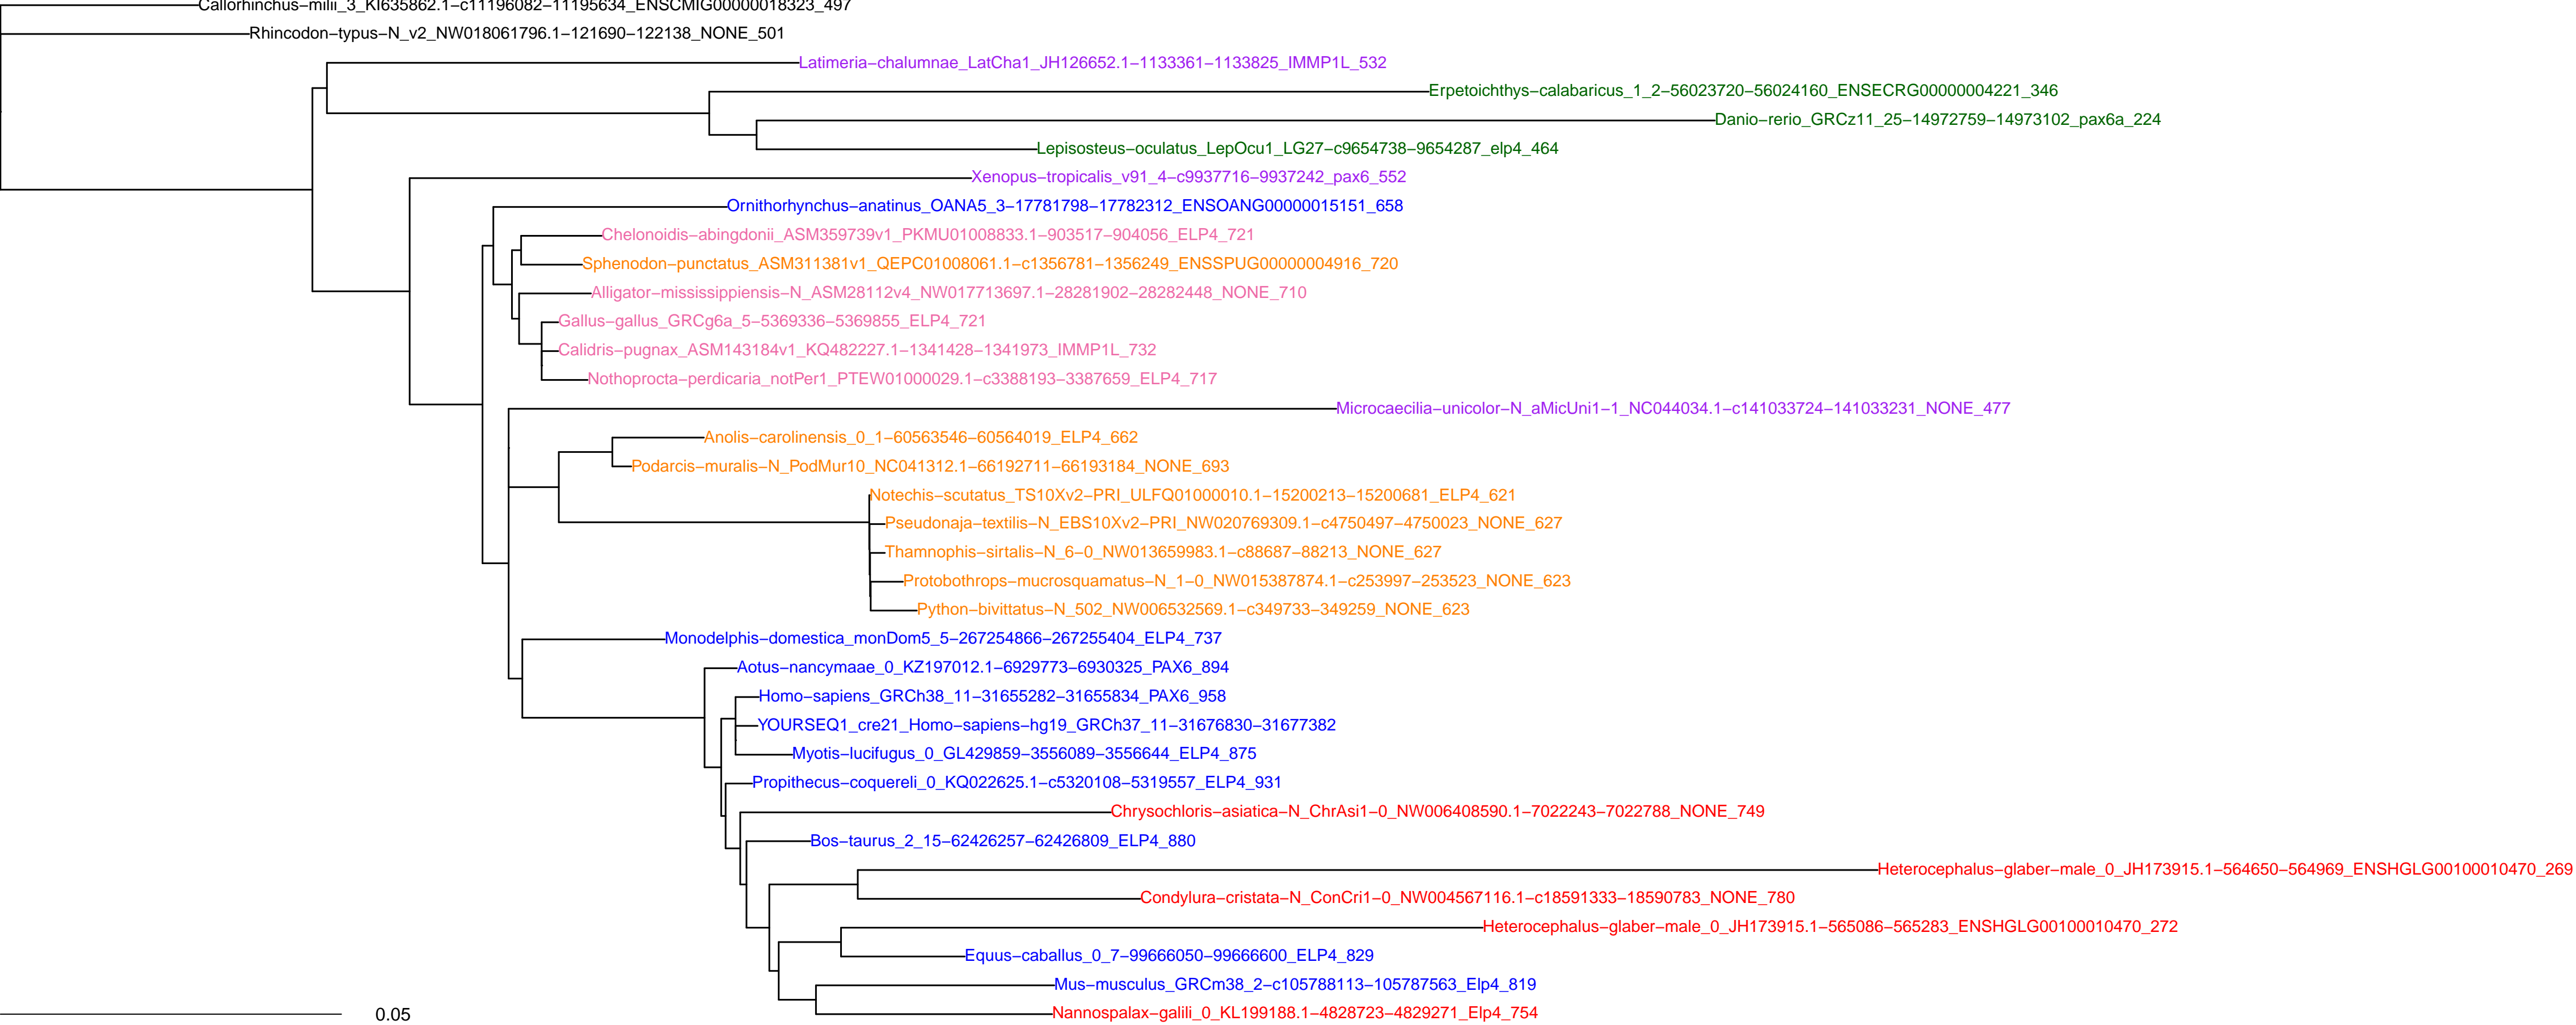 Callorhinchus−milii_3_KI635862.1−c11196082−11195634_ENSCMIG00000018323_497
Rhincodon−typus−N_v2_NW018061796.1−121690−122138_NONE_501
Latimeria−chalumnae_LatCha1_JH126652.1−1133361−1133825_IMMP1L_532
Erpetoichthys−calabaricus_1_2−56023720−56024160_ENSECRG00000004221_346
Danio−rerio_GRCz11_25−14972759−14973102_pax6a_224
Lepisosteus−oculatus_LepOcu1_LG27−c9654738−9654287_elp4_464
Xenopus−tropicalis_v91_4−c9937716−9937242_pax6_552
Ornithorhynchus−anatinus_OANA5_3−17781798−17782312_ENSOANG00000015151_658
Chelonoidis−abingdonii_ASM359739v1_PKMU01008833.1−903517−904056_ELP4_721
Sphenodon−punctatus_ASM311381v1_QEPC01008061.1−c1356781−1356249_ENSSPUG00000004916_720
Alligator−mississippiensis−N_ASM28112v4_NW017713697.1−28281902−28282448_NONE_710
Gallus−gallus_GRCg6a_5−5369336−5369855_ELP4_721
Calidris−pugnax_ASM143184v1_KQ482227.1−1341428−1341973_IMMP1L_732
Nothoprocta−perdicaria_notPer1_PTEW01000029.1−c3388193−3387659_ELP4_717
Microcaecilia−unicolor−N_aMicUni1−1_NC044034.1−c141033724−141033231_NONE_477
Anolis−carolinensis_0_1−60563546−60564019_ELP4_662
Podarcis−muralis−N_PodMur10_NC041312.1−66192711−66193184_NONE_693
Notechis−scutatus_TS10Xv2−PRI_ULFQ01000010.1−15200213−15200681_ELP4_621
Pseudonaja−textilis−N_EBS10Xv2−PRI_NW020769309.1−c4750497−4750023_NONE_627
Thamnophis−sirtalis−N_6−0_NW013659983.1−c88687−88213_NONE_627
Protobothrops−mucrosquamatus−N_1−0_NW015387874.1−c253997−253523_NONE_623
Python−bivittatus−N_502_NW006532569.1−c349733−349259_NONE_623
Monodelphis−domestica_monDom5_5−267254866−267255404_ELP4_737
Aotus−nancymaae_0_KZ197012.1−6929773−6930325_PAX6_894
Homo−sapiens_GRCh38_11−31655282−31655834_PAX6_958
YOURSEQ1_cre21_Homo−sapiens−hg19_GRCh37_11−31676830−31677382
Myotis−lucifugus_0_GL429859−3556089−3556644_ELP4_875
Propithecus−coquereli_0_KQ022625.1−c5320108−5319557_ELP4_931
Chrysochloris−asiatica−N_ChrAsi1−0_NW006408590.1−7022243−7022788_NONE_749
Bos−taurus_2_15−62426257−62426809_ELP4_880
Heterocephalus−glaber−male_0_JH173915.1−564650−564969_ENSHGLG00100010470_269
Condylura−cristata−N_ConCri1−0_NW004567116.1−c18591333−18590783_NONE_780
Heterocephalus−glaber−male_0_JH173915.1−565086−565283_ENSHGLG00100010470_272
Equus−caballus_0_7−99666050−99666600_ELP4_829
Mus−musculus_GRCm38_2−c105788113−105787563_Elp4_819
Nannospalax−galili_0_KL199188.1−4828723−4829271_Elp4_754
0.05